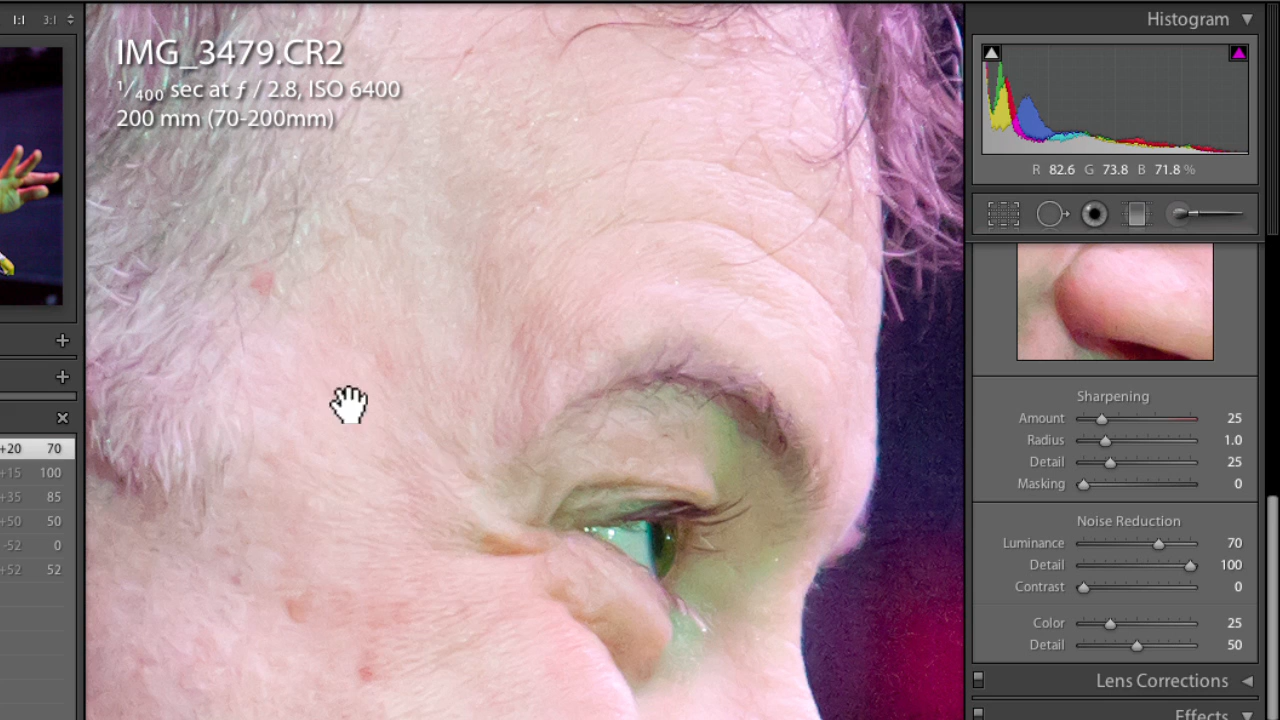 1:1 3:1
IMG_3479.CR2
1/400 sec at ƒ / 2.8, ISO 6400
200 mm (70-200mm)
+20 70
+15 100
+35 85
+50 50
-52 0
+52 52
Histogram
R 82.6 G 73.8 B 71.8 %
Sharpening
Amount 25
Radius 1.0
Detail 25
Masking 0
Noise Reduction
Luminance 70
Detail 100
Contrast 0
Color 25
Detail 50
Lens Corrections
Effects